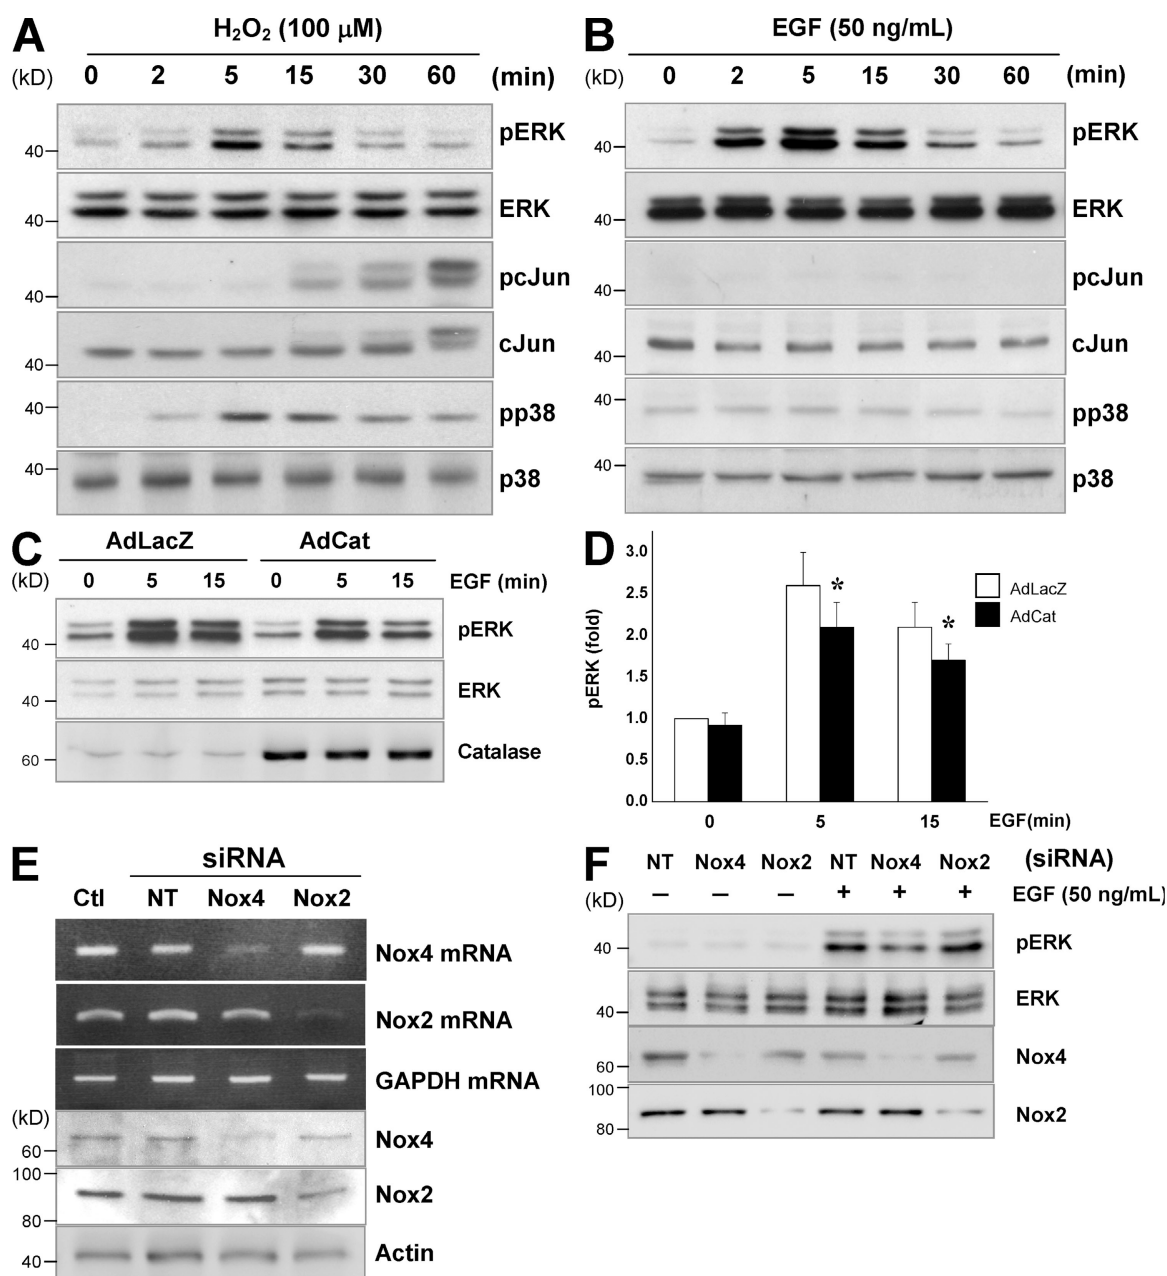 A
H₂O₂ (100 μM)
(kD) 0 2 5 15 30 60 (min)
40 pERK
40 ERK
40 pcJun
40 cJun
40 pp38
40 p38
B
EGF (50 ng/mL)
(kD) 0 2 5 15 30 60 (min)
40 pERK
40 ERK
40 pcJun
40 cJun
40 pp38
40 p38
C
AdLacZ AdCat
(kD) 0 5 15 0 5 15 EGF (min)
40 pERK
40 ERK
60 Catalase
D
pERK (fold)
3.0
2.5
2.0
1.5
1.0
0.5
0.0
* *
AdLacZ
AdCat
0 5 15 EGF(min)
E
siRNA
Ctl NT Nox4 Nox2
Nox4 mRNA
Nox2 mRNA
GAPDH mRNA
(kD)
60 Nox4
100
80 Nox2
40 Actin
F
NT Nox4 Nox2 NT Nox4 Nox2 (siRNA)
(kD) – – – + + + EGF (50 ng/mL)
40 pERK
40 ERK
60 Nox4
100
80 Nox2